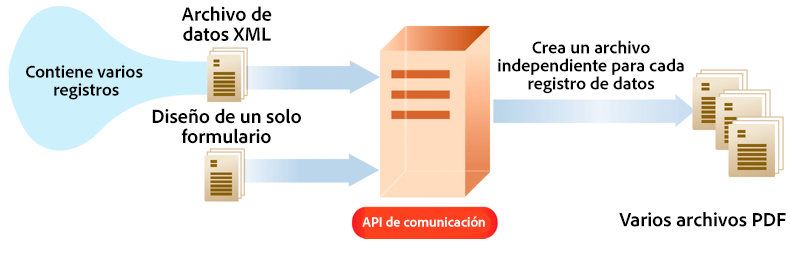 Archivo de
datos XML
Contiene varios
registros
Diseño de un solo
formulario
API de comunicación
Crea un archivo
independiente para cada
registro de datos
Varios archivos PDF